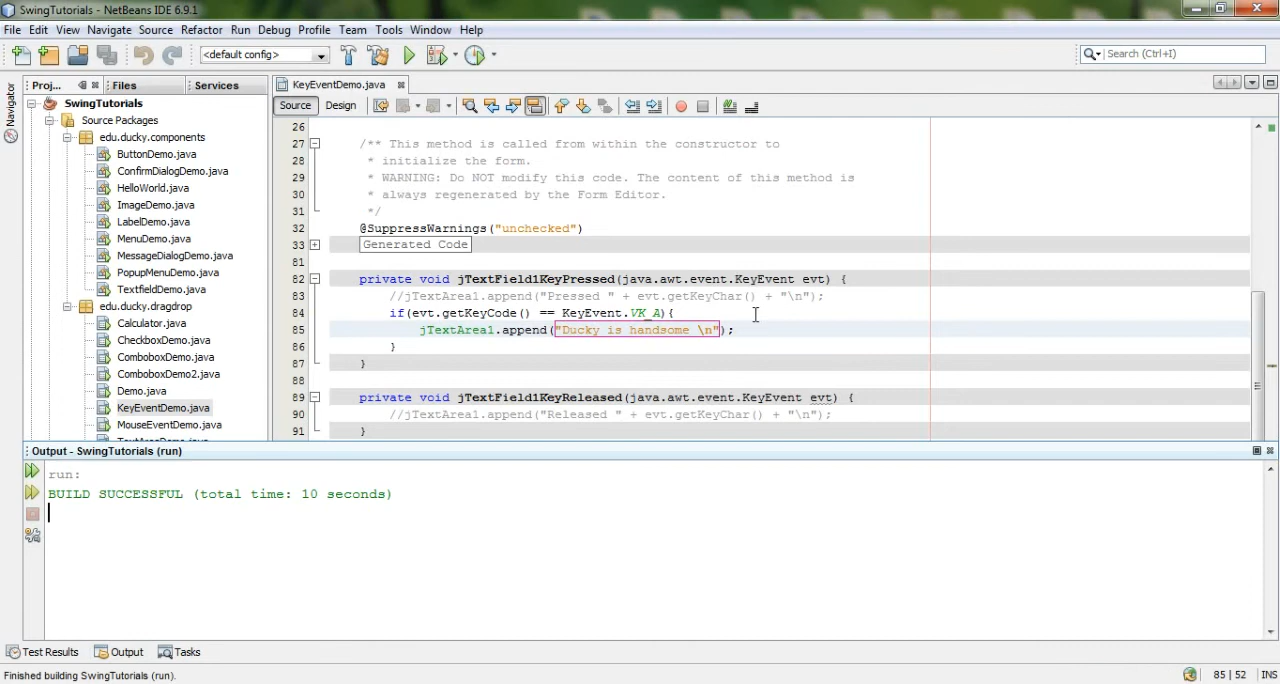 SwingTutorials - NetBeans IDE 6.9.1
File Edit View Navigate Source Refactor Run Debug Profile Team Tools Window Help
<default config>
Search (Ctrl+I)
Proj... Files Services
KeyEventDemo.java
Navigator
Source Design
SwingTutorials
Source Packages
edu.ducky.components
ButtonDemo.java
ConfirmDialogDemo.java
HelloWorld.java
ImageDemo.java
LabelDemo.java
MenuDemo.java
MessageDialogDemo.java
PopupMenuDemo.java
TextfieldDemo.java
edu.ducky.dragdrop
Calculator.java
CheckboxDemo.java
ComboboxDemo.java
ComboboxDemo2.java
Demo.java
KeyEventDemo.java
MouseEventDemo.java
TextAreaDemo.java
26
27 /** This method is called from within the constructor to
28 * initialize the form.
29 * WARNING: Do NOT modify this code. The content of this method is
30 * always regenerated by the Form Editor.
31 */
32 @SuppressWarnings("unchecked")
33 Generated Code
81
82 private void jTextField1KeyPressed(java.awt.event.KeyEvent evt) {
83 //jTextArea1.append("Pressed " + evt.getKeyChar() + "\n");
84 if(evt.getKeyCode() == KeyEvent.VK_A){
85 jTextArea1.append("Ducky is handsome \n");
86 }
87 }
88
89 private void jTextField1KeyReleased(java.awt.event.KeyEvent evt) {
90 //jTextArea1.append("Released " + evt.getKeyChar() + "\n");
91 }
Output - SwingTutorials (run)
run:
BUILD SUCCESSFUL (total time: 10 seconds)
Test Results Output Tasks
Finished building SwingTutorials (run).
85 | 52 INS